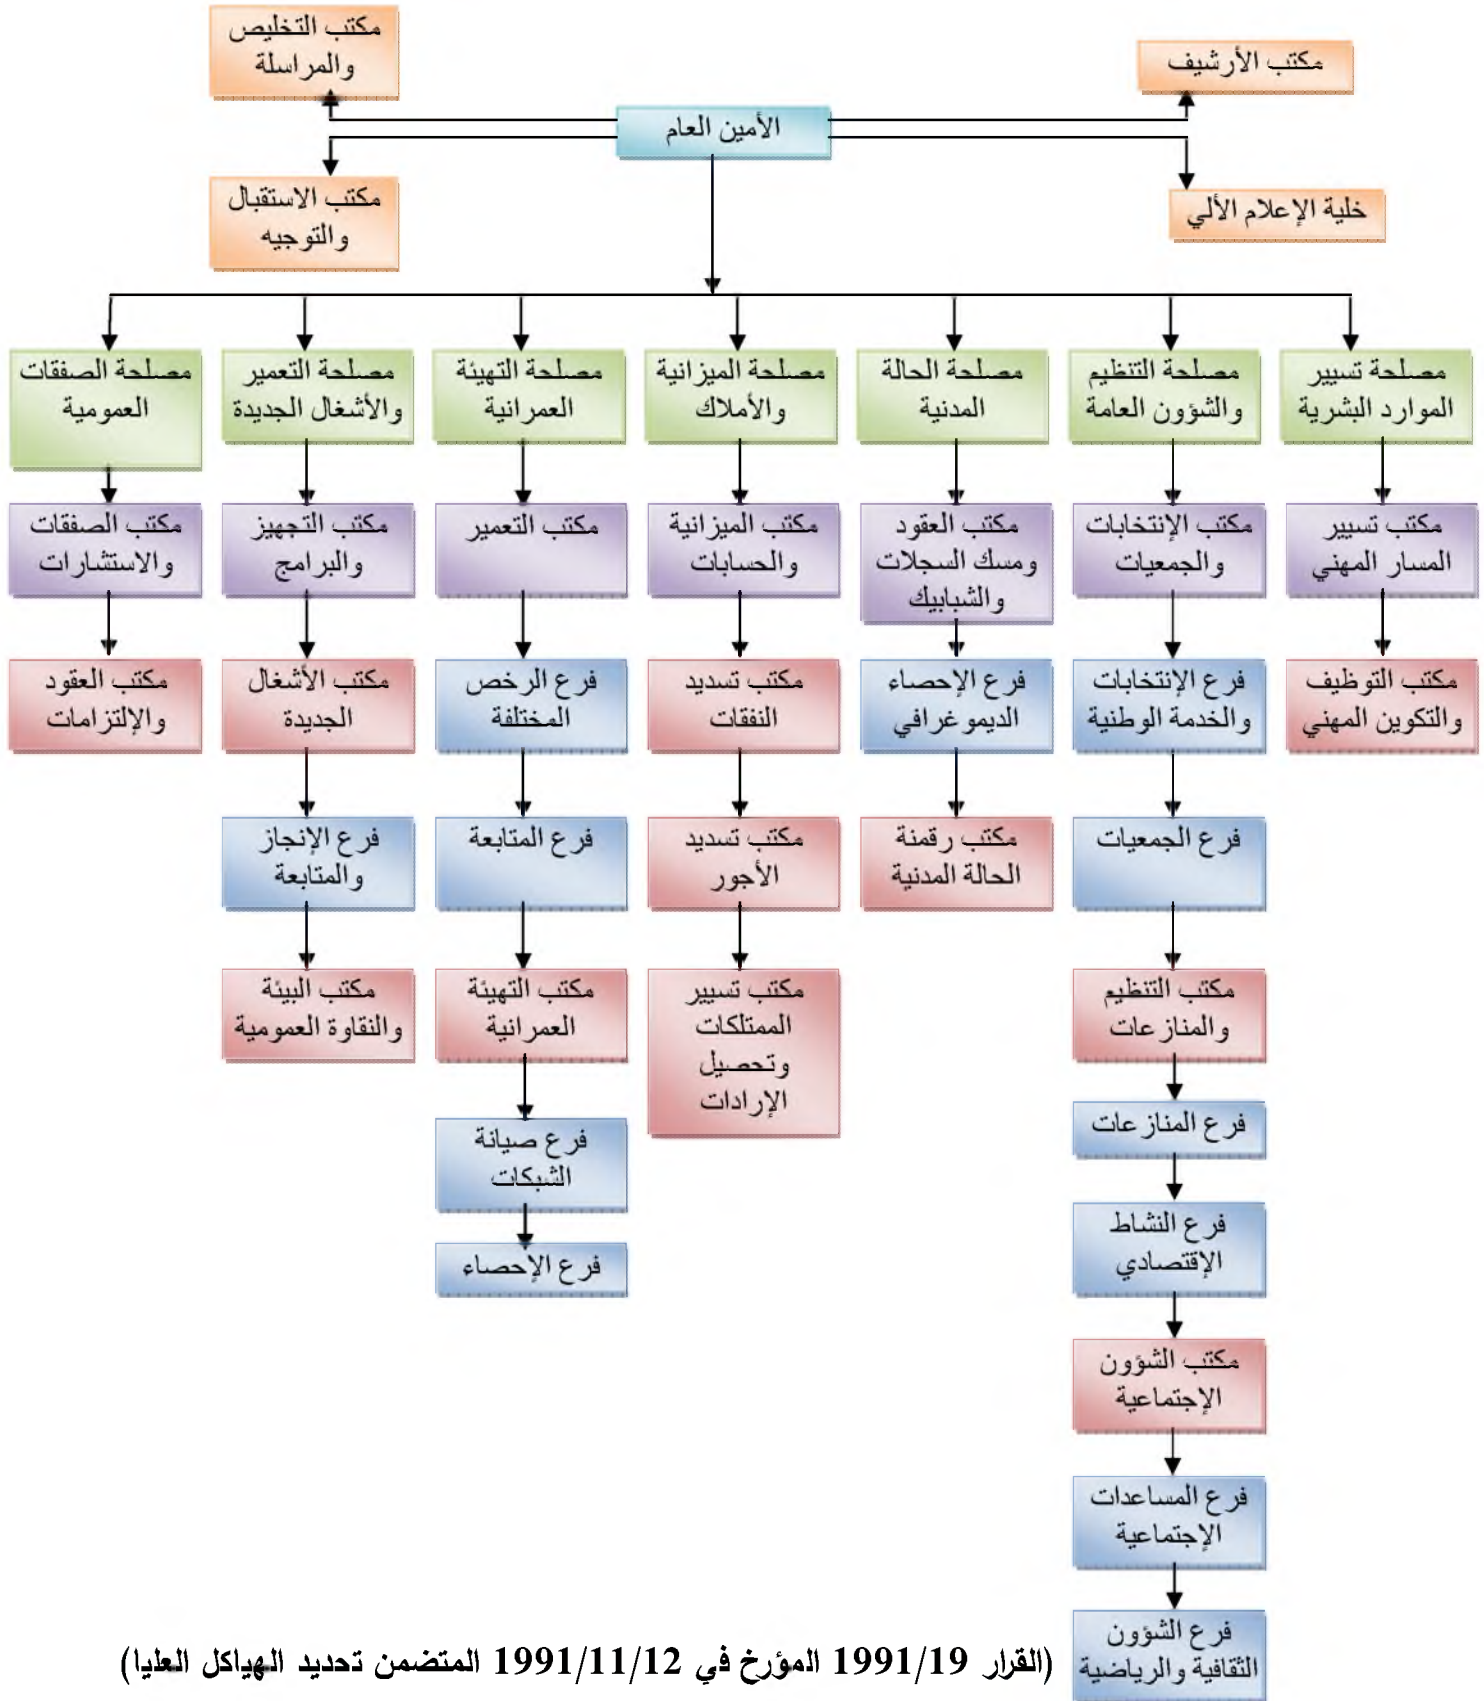 مكتب التخليص
والمراسلة
مكتب الأرشيف
الأمين العام
مكتب الاستقبال
والتوجيه
خلية الإعلام الألي
مصلحة تسيير
الموارد البشرية
مصلحة التنظيم
والشؤون العامة
مصلحة الحالة
المدنية
مصلحة الميزانية
والأملاك
مصلحة التهيئة
العمرانية
مصلحة التعمير
والأشغال الجديدة
مصلحة الصفقات
العمومية
مكتب تسيير
المسار المهني
مكتب الإنتخابات
والجمعيات
مكتب العقود
ومسك السجلات
والشبابيك
مكتب الميزانية
والحسابات
مكتب التعمير
مكتب التجهيز
والبرامج
مكتب الصفقات
والاستشارات
مكتب التوظيف
والتكوين المهني
فرع الإنتخابات
والخدمة الوطنية
فرع الإحصاء
الديموغرافي
مكتب تسديد
النفقات
فرع الرخص
المختلفة
مكتب الأشغال
الجديدة
مكتب العقود
والإلتزامات
فرع الجمعيات
مكتب رقمنة
الحالة المدنية
مكتب تسديد
الأجور
فرع المتابعة
فرع الإنجاز
والمتابعة
مكتب التنظيم
والمنازعات
مكتب تسيير
الممتلكات
وتحصيل
الإرادات
مكتب التهيئة
العمرانية
مكتب البيئة
والنقاوة العمومية
فرع المنازعات
فرع صيانة
الشبكات
فرع النشاط
الإقتصادي
فرع الإحصاء
مكتب الشؤون
الإجتماعية
فرع المساعدات
الإجتماعية
فرع الشؤون
الثقافية والرياضية
(القرار 1991/19 المؤرخ في 1991/11/12 المتضمن تحديد الهياكل العليا)